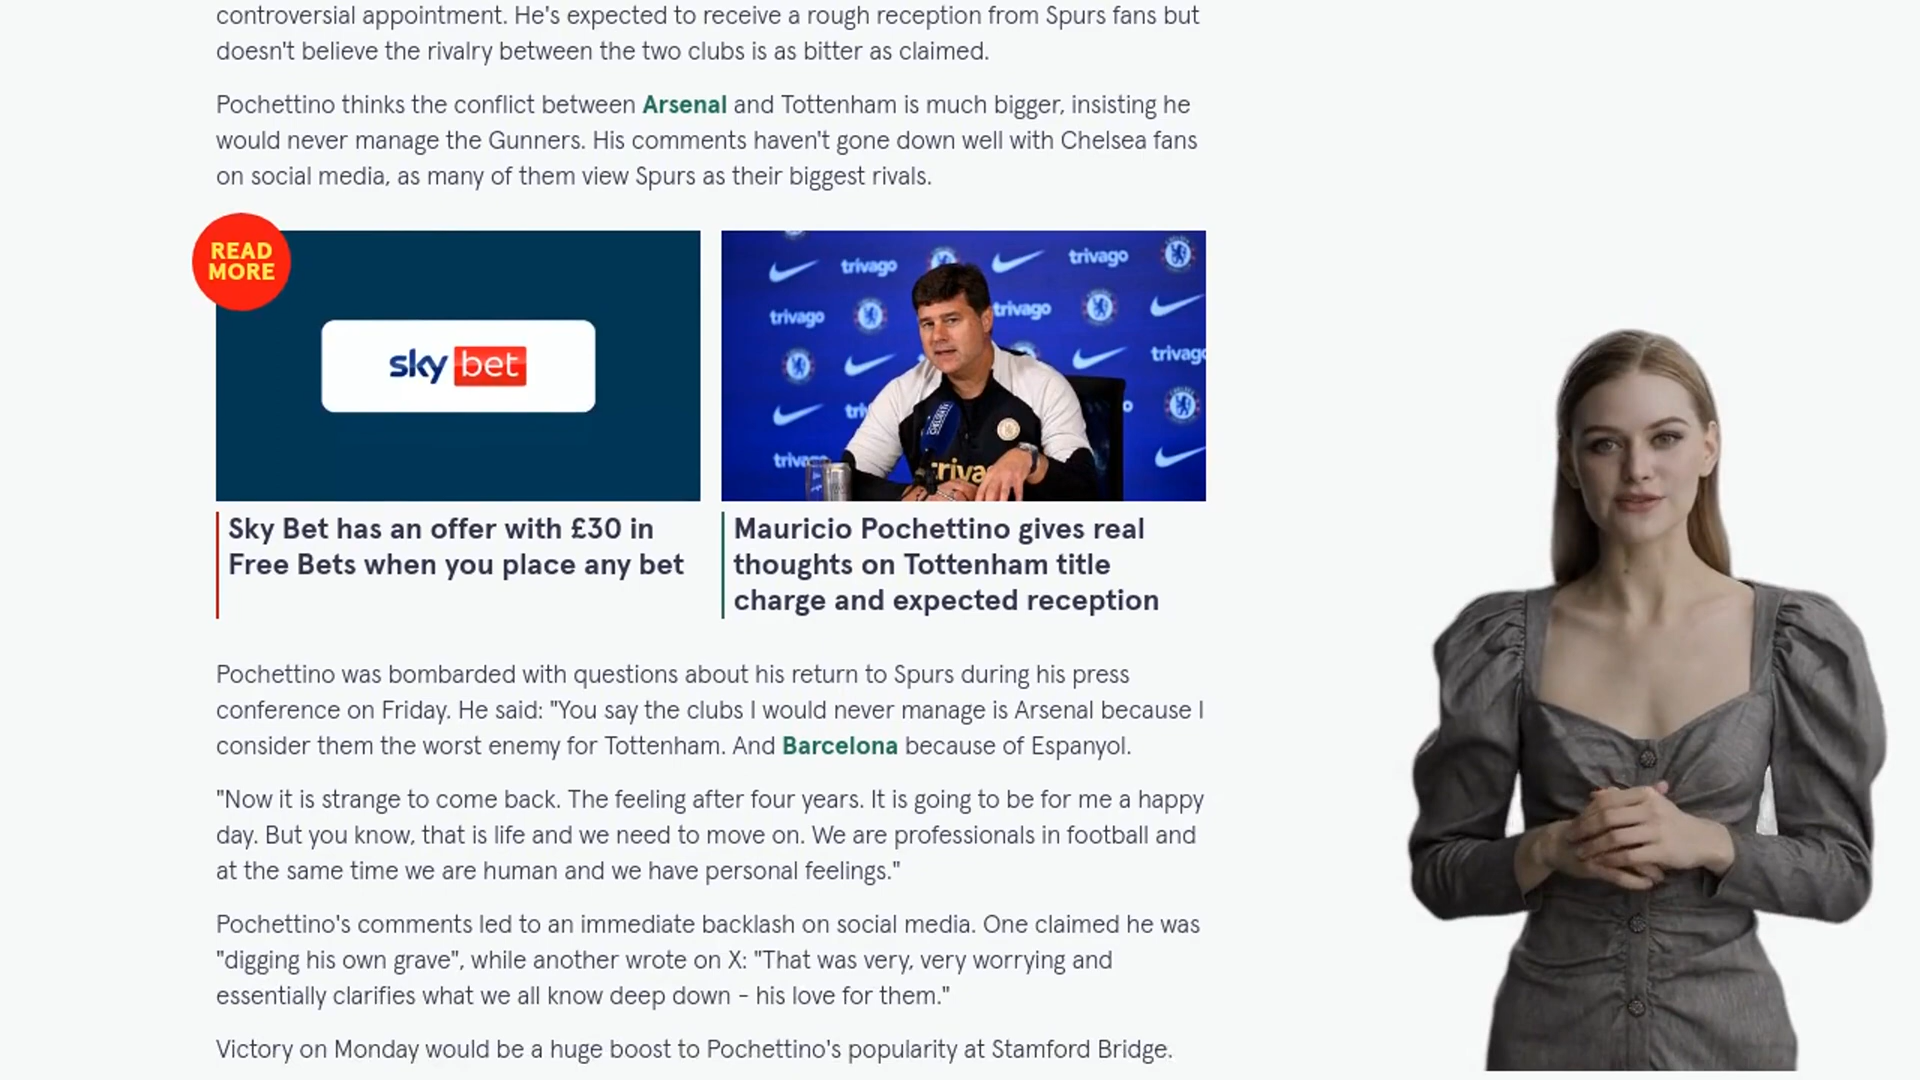 controversial appointment. He's expected to receive a rough reception from Spurs fans but
doesn't believe the rivalry between the two clubs is as bitter as claimed.
Pochettino thinks the conflict between Arsenal and Tottenham is much bigger, insisting he
would never manage the Gunners. His comments haven't gone down well with Chelsea fans
on social media, as many of them view Spurs as their biggest rivals.
READ
MORE
sky bet
trivago
trivago
trivago
trivago
Sky Bet has an offer with £30 in
Free Bets when you place any bet
Mauricio Pochettino gives real
thoughts on Tottenham title
charge and expected reception
Pochettino was bombarded with questions about his return to Spurs during his press
conference on Friday. He said: "You say the clubs I would never manage is Arsenal because I
consider them the worst enemy for Tottenham. And Barcelona because of Espanyol.
"Now it is strange to come back. The feeling after four years. It is going to be for me a happy
day. But you know, that is life and we need to move on. We are professionals in football and
at the same time we are human and we have personal feelings."
Pochettino's comments led to an immediate backlash on social media. One claimed he was
"digging his own grave", while another wrote on X: "That was very, very worrying and
essentially clarifies what we all know deep down - his love for them."
Victory on Monday would be a huge boost to Pochettino's popularity at Stamford Bridge.